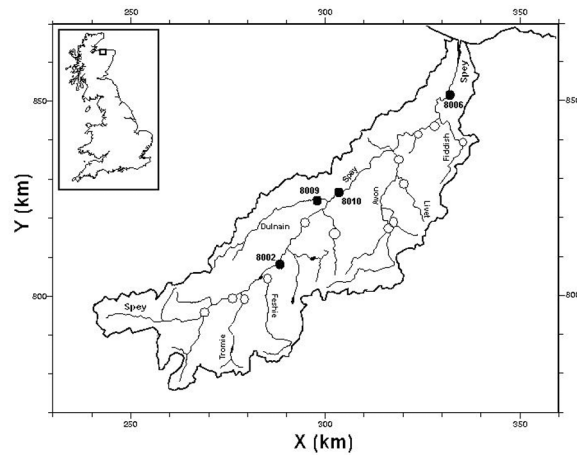 250
300
350
850
850
800
800
Y (km)
Spey
8006
Fiddish
Livet
Avon
Spey
8009
8010
Dulnain
8002
Spey
Feshie
Tromie
250
300
350
X (km)